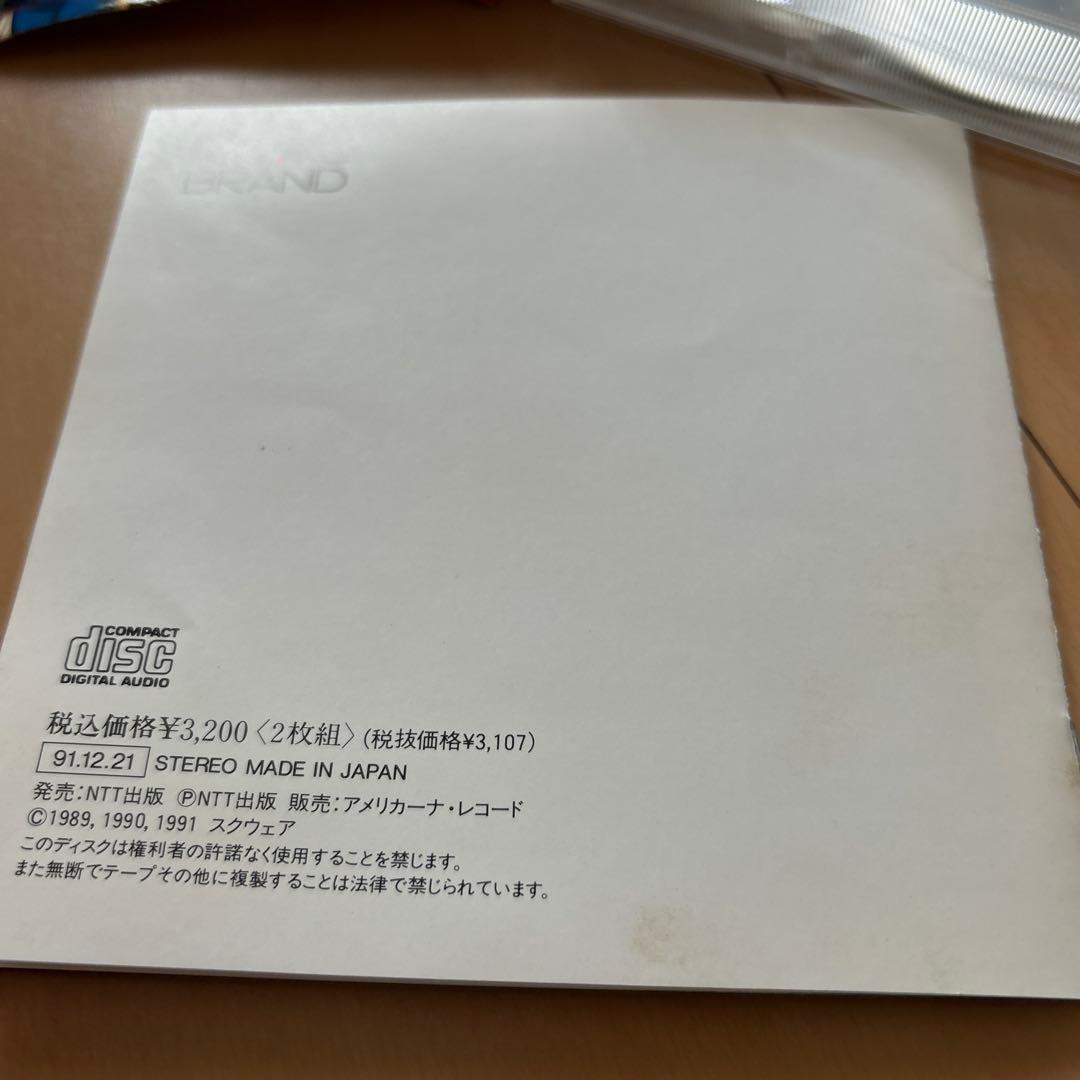 BRAND
COMPACT
disc
DIGITAL AUDIO
税込価格¥3,200〈2枚組〉(税抜価格¥3,107)
91.12.21 STEREO MADE IN JAPAN
発売:NTT出版 ℗NTT出版 販売:アメリカーナ・レコード
©1989, 1990, 1991 スクウェア
このディスクは権利者の許諾なく使用することを禁じます。
また無断でテープその他に複製することは法律で禁じられています。